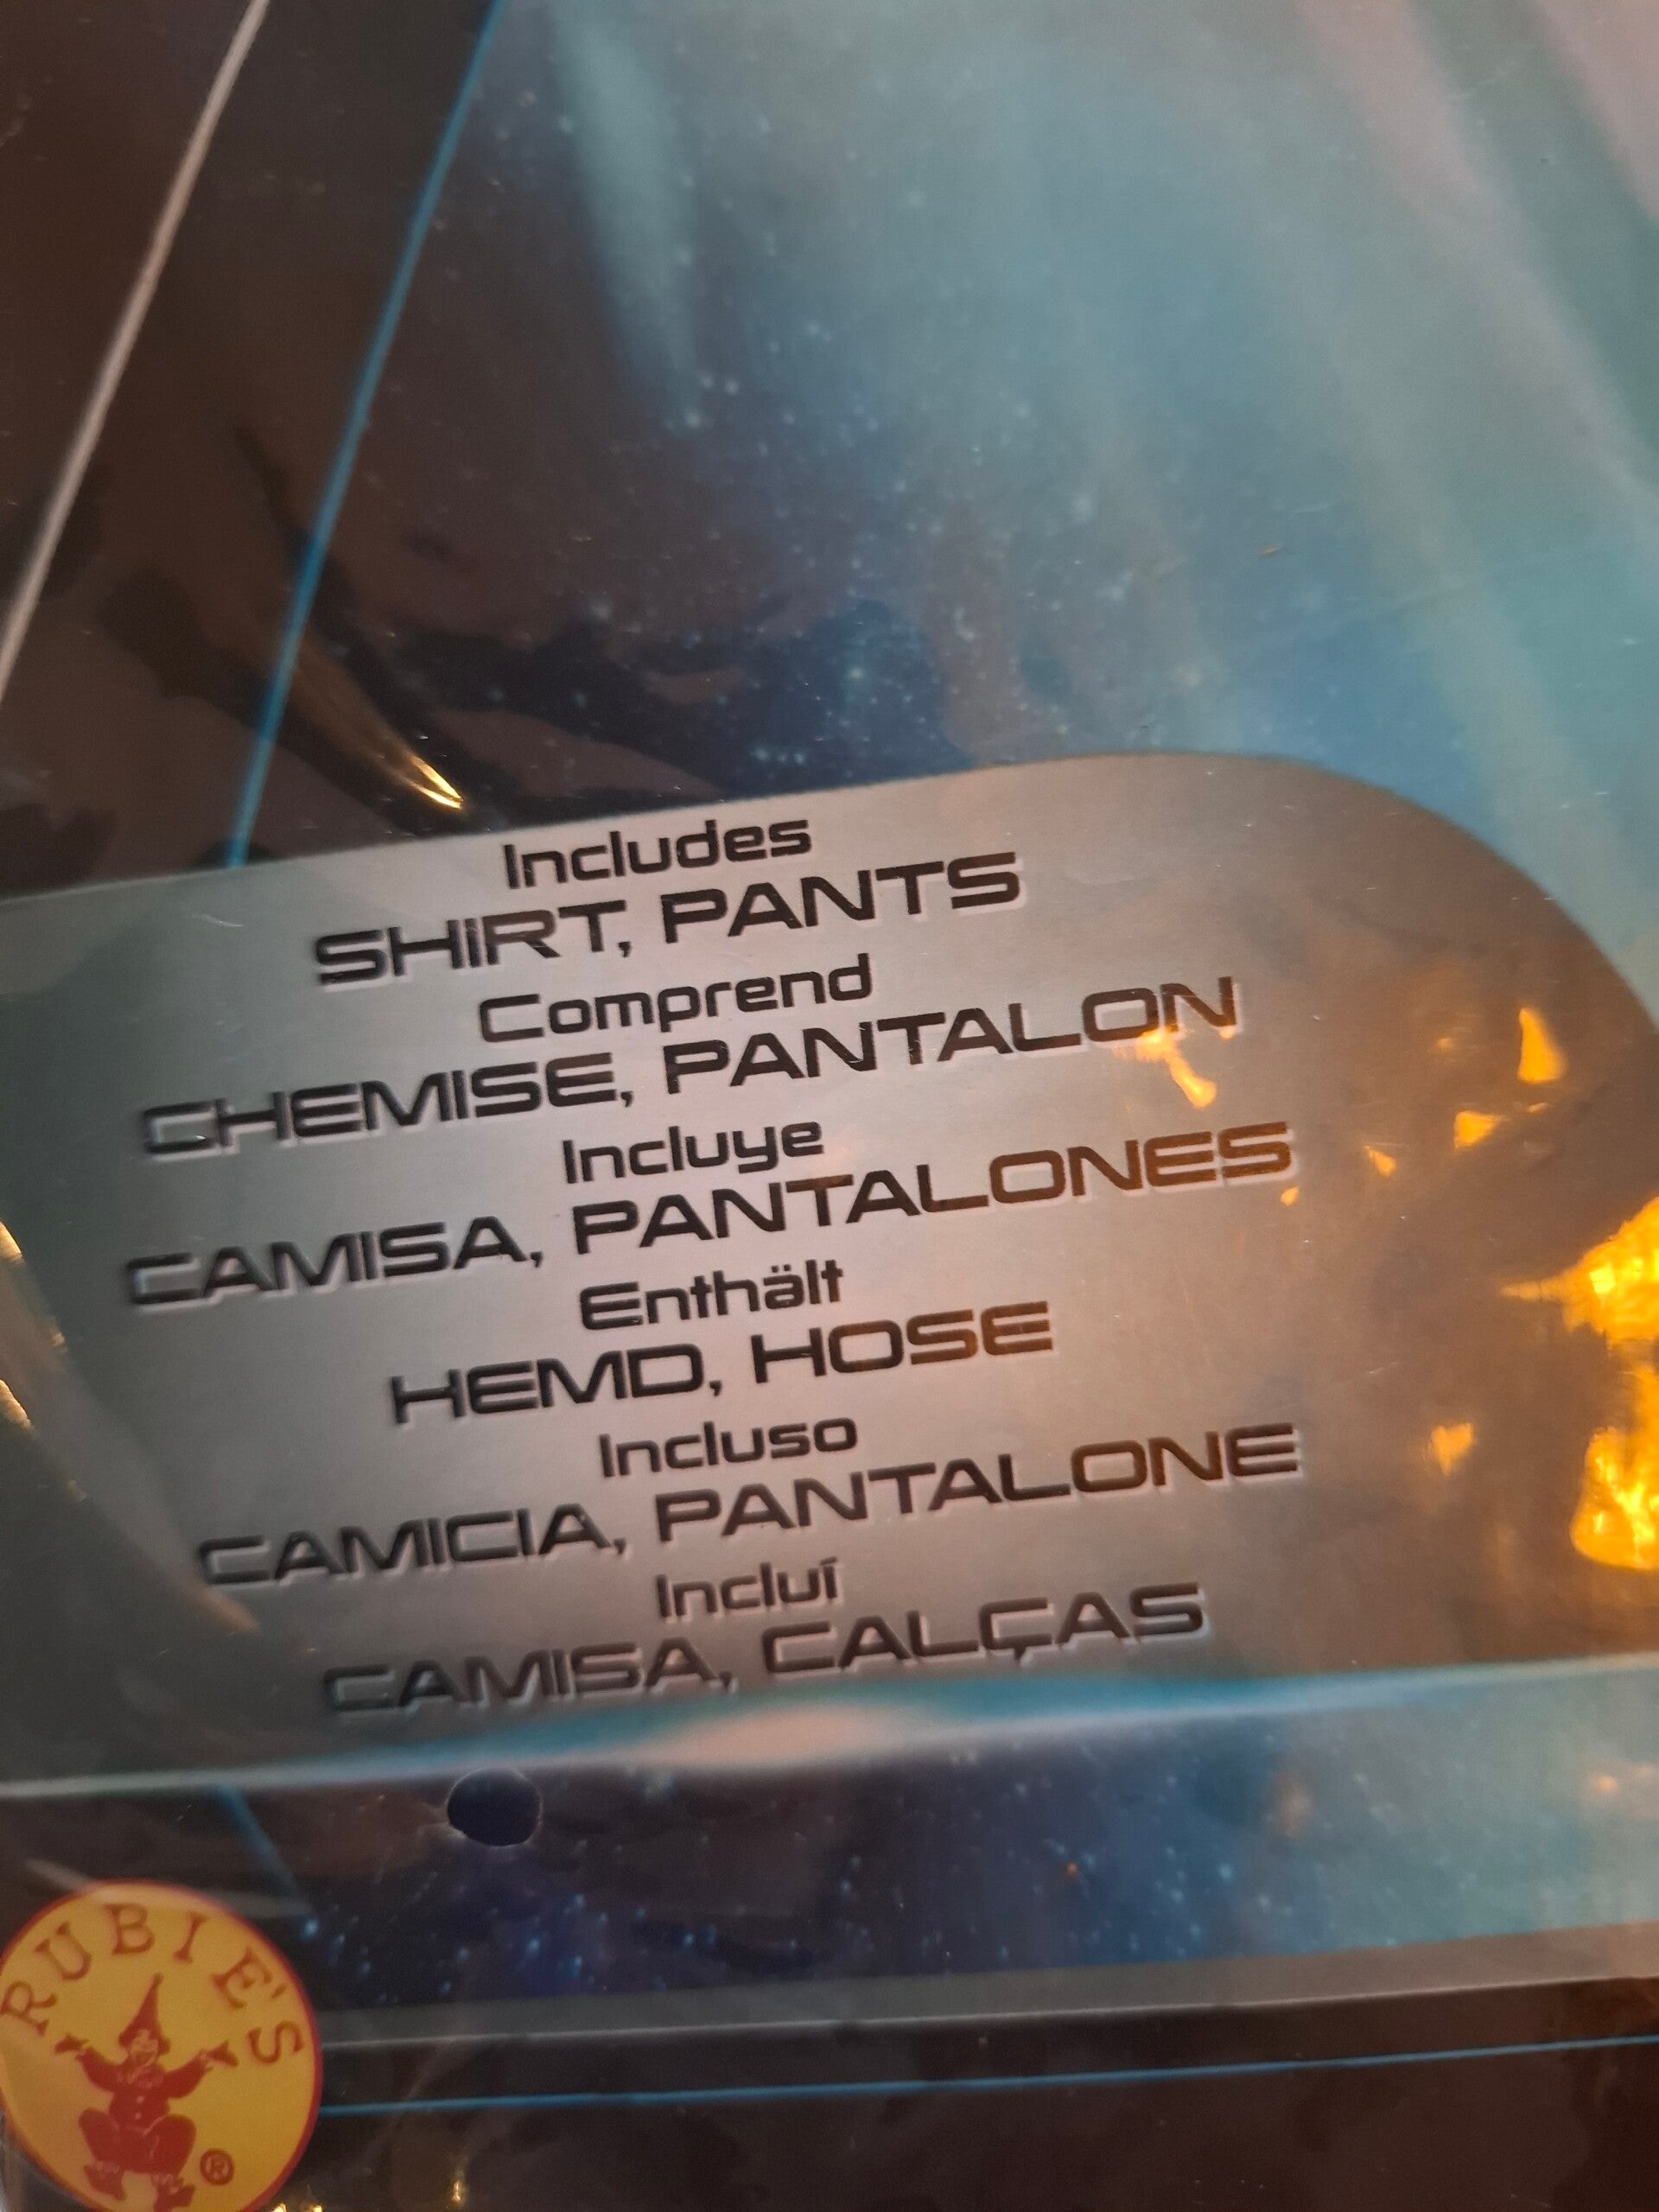 Includes
SHIRT, PANTS
Comprend
CHEMISE, PANTALON
Incluye
CAMISA, PANTALONES
Enthält
HEMD, HOSE
Incluso
CAMICIA, PANTALONE
Incluí
CAMISA, CALÇAS
RUBIE'S
®